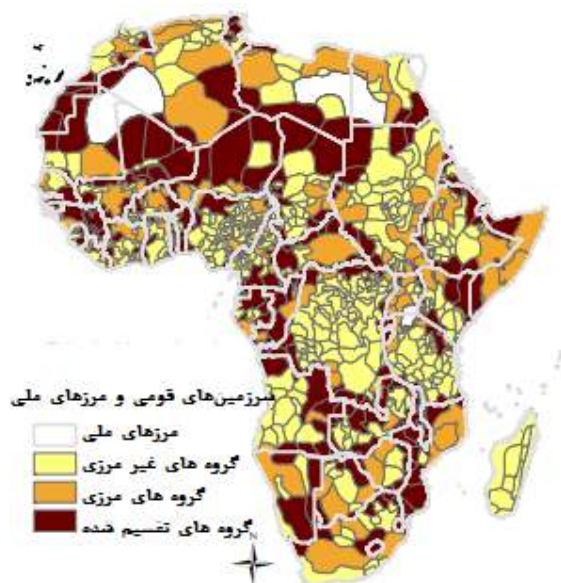 سرزمین‌های قومی و مرزهای ملی
مرزهای ملی
گروه های غیر مرزی
گروه های مرزی
گروه های تقسیم شده
N